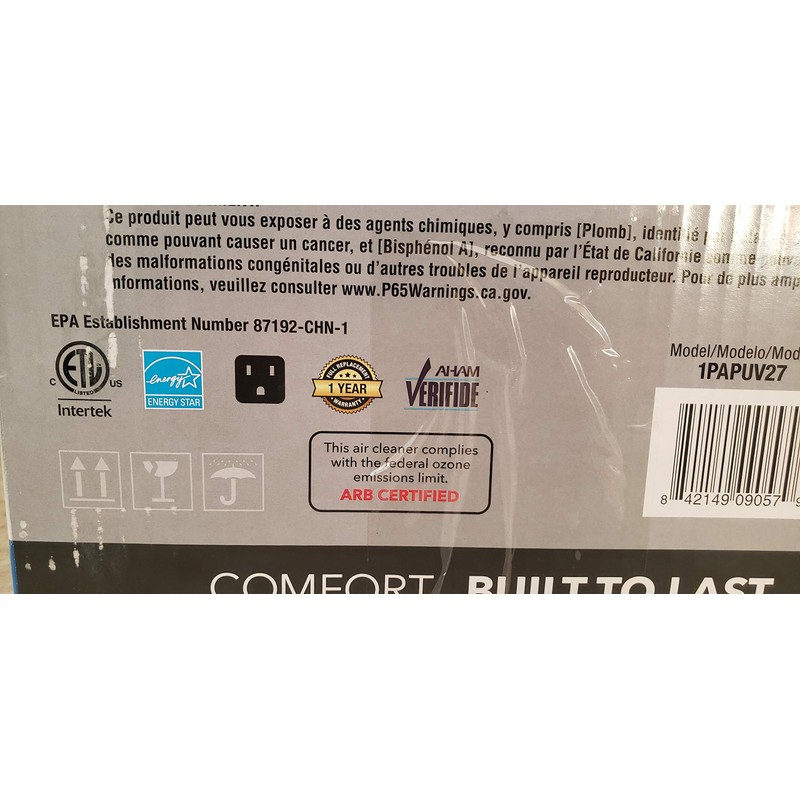 Ce produit peut vous exposer à des agents chimiques, y compris [Plomb], identifié par
comme pouvant causer un cancer, et [Bisphénol A], reconnu par l'État de Californie comme
des malformations congénitales ou d'autres troubles de l'appareil reproducteur. Pour de plus
informations, veuillez consulter www.P65Warnings.ca.gov.
EPA Establishment Number 87192-CHN-1
C ETL US
LISTED
Intertek
energy
ENERGY STAR
FULL REPLACEMENT
1 YEAR
WARRANTY
AHAM
VERIFIDE
Model/Modelo/
1PAPUV27
This air cleaner complies
with the federal ozone
emissions limit.
ARB CERTIFIED
8 42149 09057 9
COMFORT. BUILT TO LAST